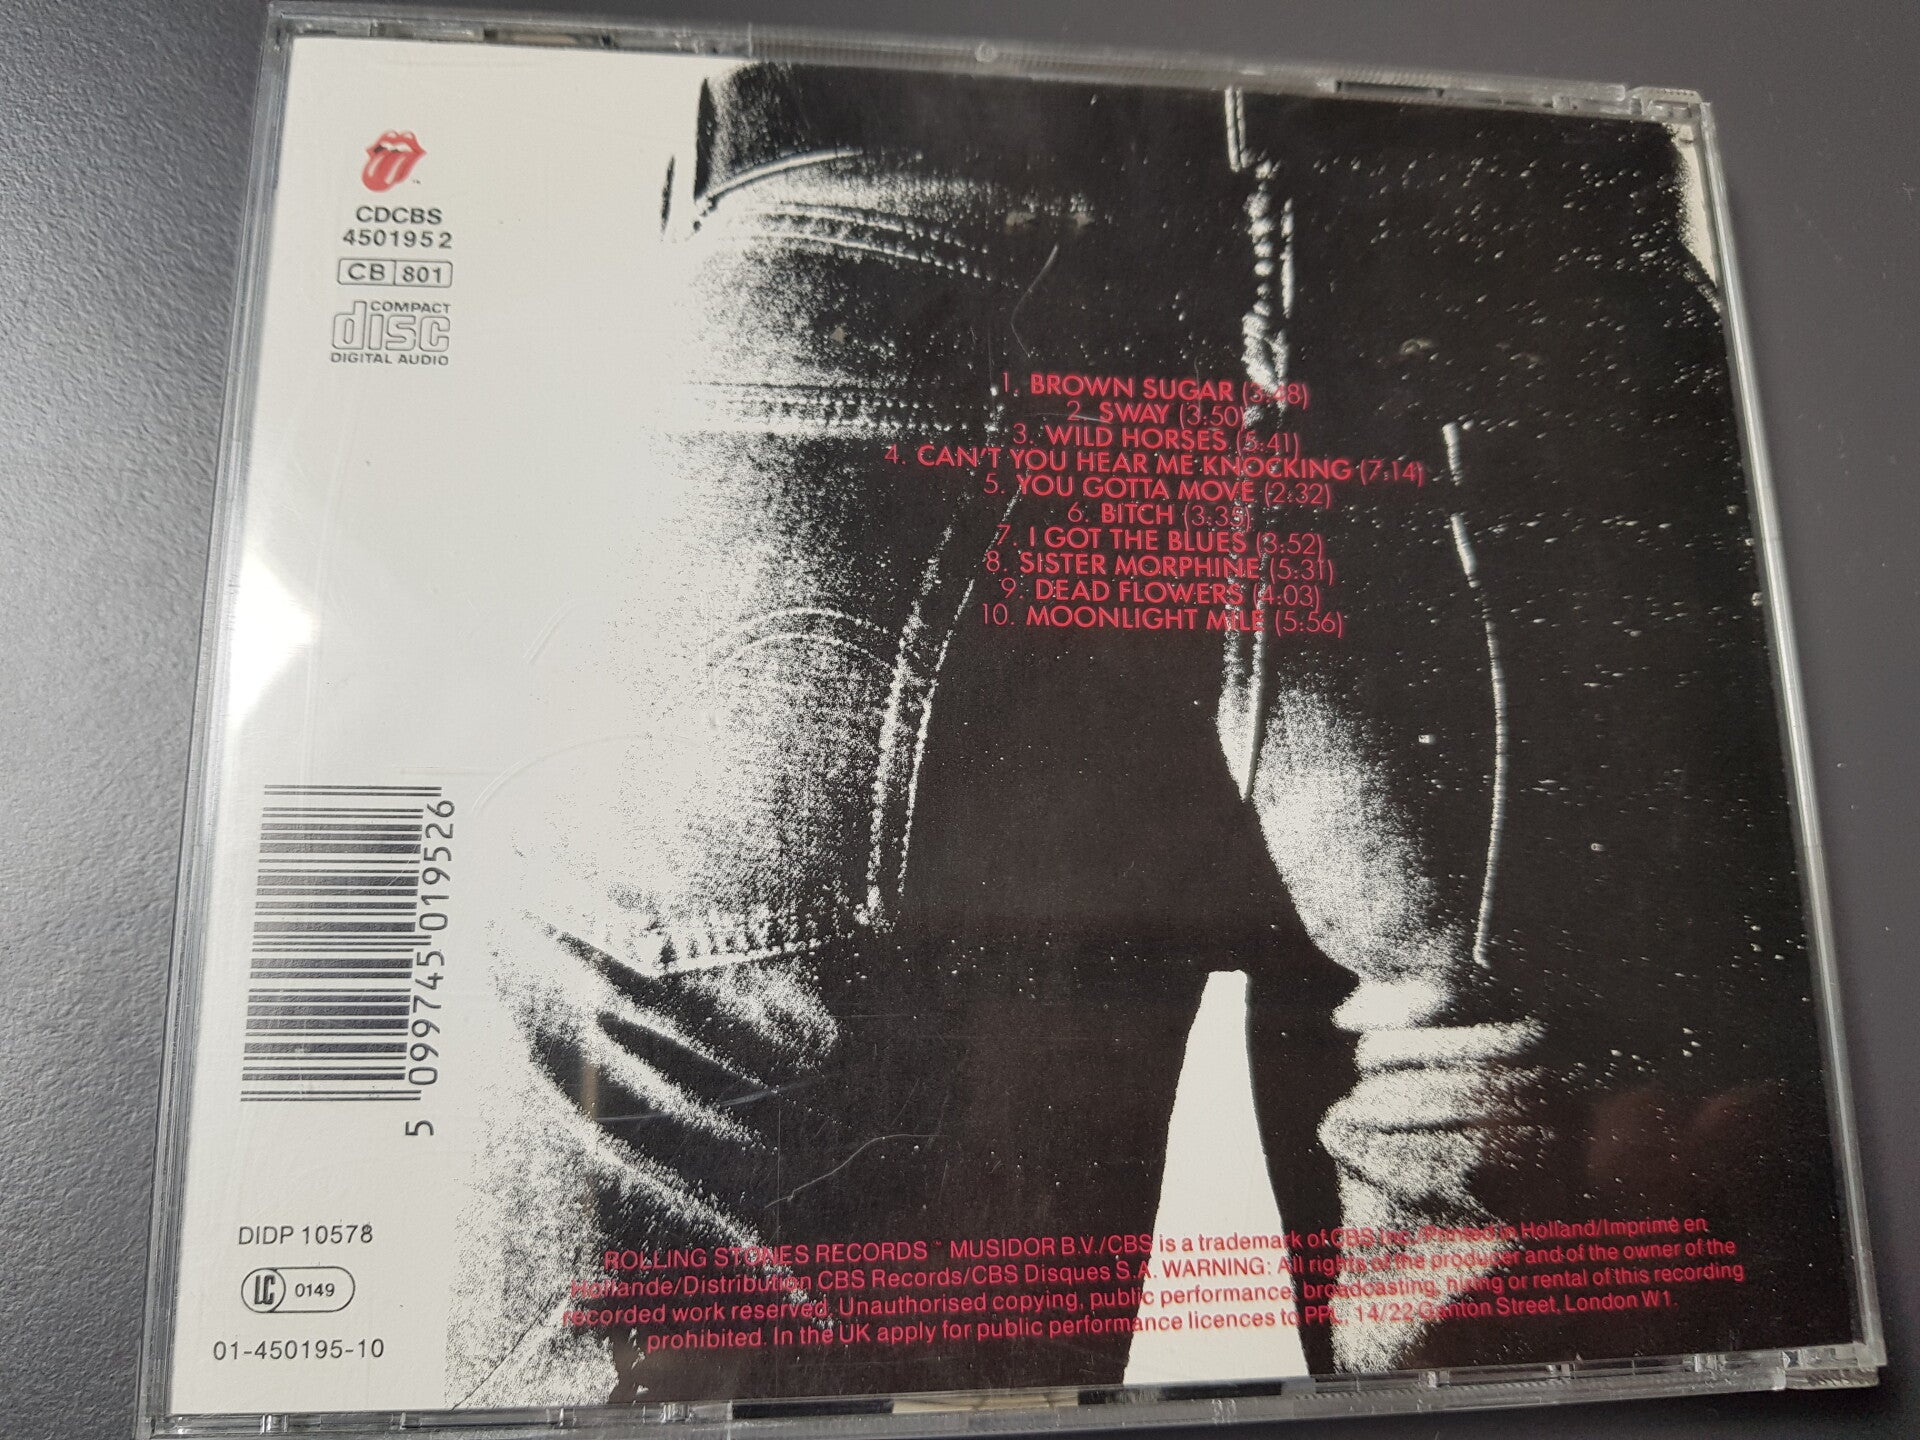 CDCBS
450195 2
CB 801
COMPACT
disc
DIGITAL AUDIO
1. BROWN SUGAR (3:48)
2. SWAY (3:50)
3. WILD HORSES (5:41)
4. CAN'T YOU HEAR ME KNOCKING (7:14)
5. YOU GOTTA MOVE (2:32)
6. BITCH (3:35)
7. I GOT THE BLUES (3:52)
8. SISTER MORPHINE (5:31)
9. DEAD FLOWERS (4:03)
10. MOONLIGHT MILE (5:56)
5 099745 019526
DIDP 10578
LC 0149
01-450195-10
ROLLING STONES RECORDS ™ MUSIDOR B.V./CBS is a trademark of CBS Inc./Printed in Holland/Imprimé en
Hollande/Distribution CBS Records/CBS Disques S.A. WARNING: All rights of the producer and of the owner of the
recorded work reserved. Unauthorised copying, public performance, broadcasting, hiring or rental of this recording
prohibited. In the UK apply for public performance licences to PPL, 14/22 Ganton Street, London W1.